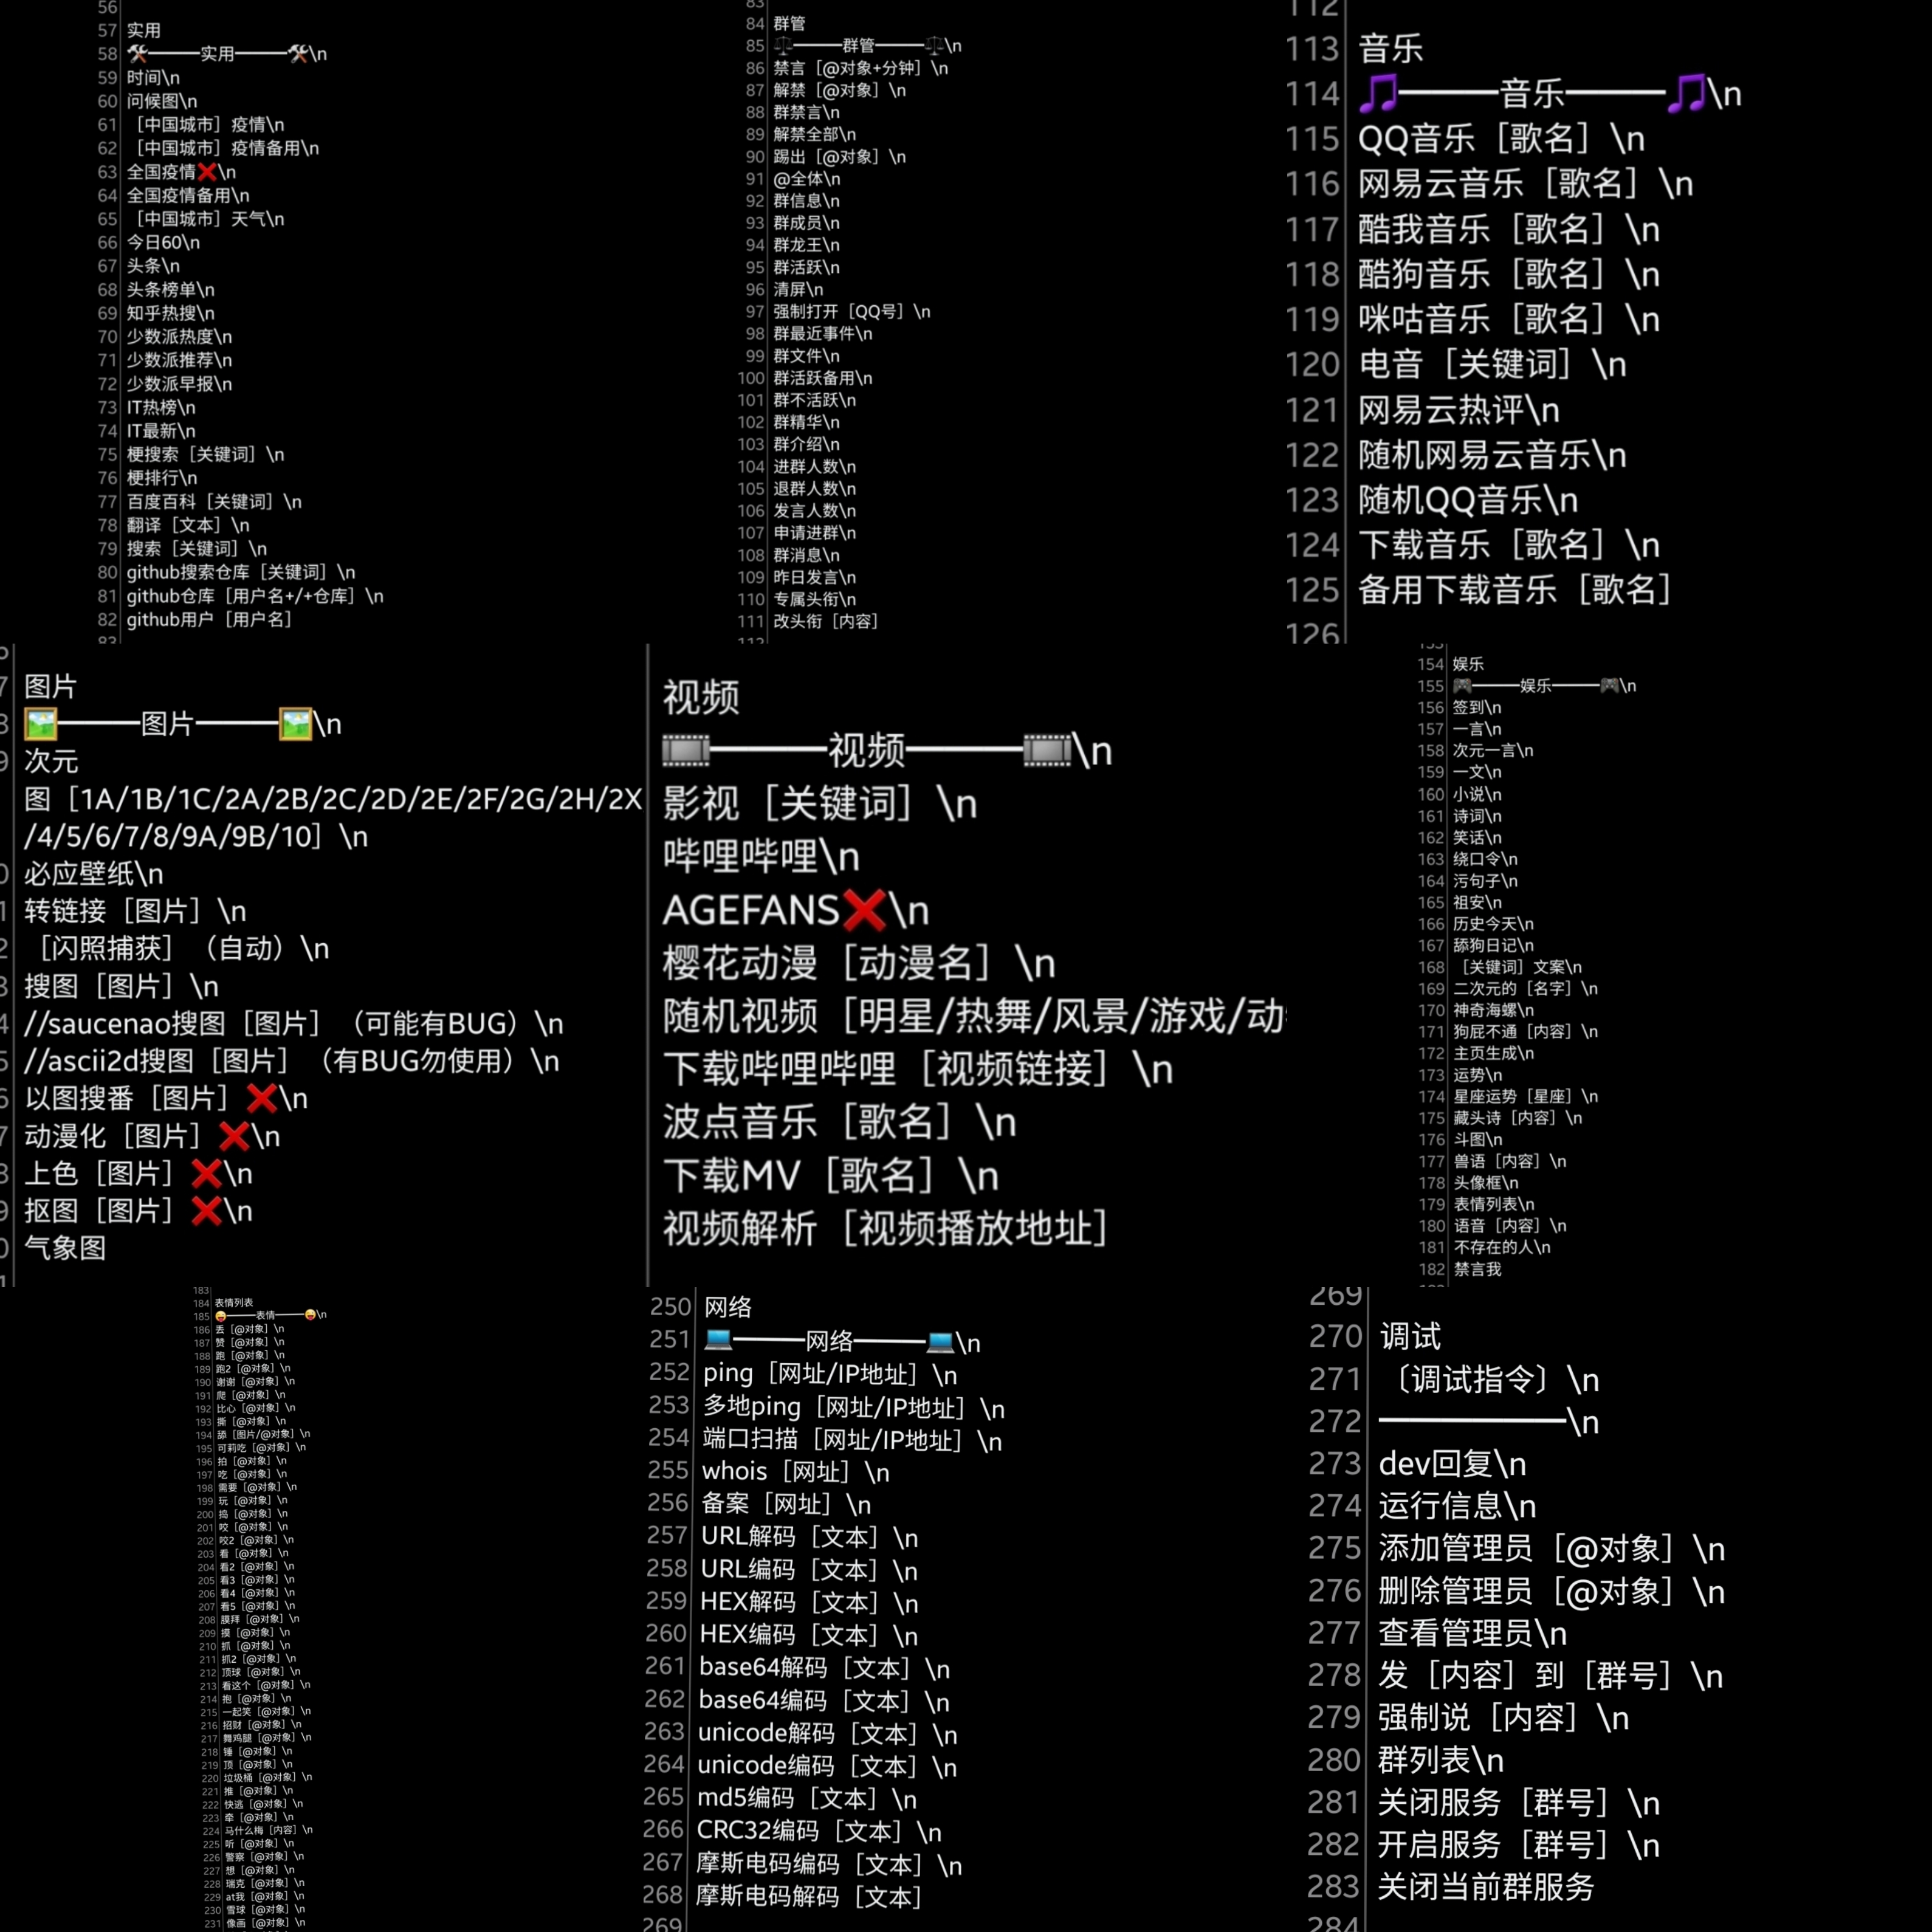 56
57 实用
58 🛠️━━━实用━━━🛠️\n
59 时间\n
60 问候图\n
61 [中国城市]疫情\n
62 [中国城市]疫情备用\n
63 全国疫情❌\n
64 全国疫情备用\n
65 [中国城市]天气\n
66 今日60\n
67 头条\n
68 头条榜单\n
69 知乎热搜\n
70 少数派热度\n
71 少数派推荐\n
72 少数派早报\n
73 IT热榜\n
74 IT最新\n
75 梗搜索[关键词]\n
76 梗排行\n
77 百度百科[关键词]\n
78 翻译[文本]\n
79 搜索[关键词]\n
80 github搜索仓库[关键词]\n
81 github仓库[用户名+/+仓库]\n
82 github用户[用户名]
83
83
84 群管
85 ⚖️━━━群管━━━⚖️\n
86 禁言[@对象+分钟]\n
87 解禁[@对象]\n
88 群禁言\n
89 解禁全部\n
90 踢出[@对象]\n
91 @全体\n
92 群信息\n
93 群成员\n
94 群龙王\n
95 群活跃\n
96 清屏\n
97 强制打开[QQ号]\n
98 群最近事件\n
99 群文件\n
100 群活跃备用\n
101 群不活跃\n
102 群精华\n
103 群介绍\n
104 进群人数\n
105 退群人数\n
106 发言人数\n
107 申请进群\n
108 群消息\n
109 昨日发言\n
110 专属头衔\n
111 改头衔[内容]
112
112
113 音乐
114 🎵━━━音乐━━━🎵\n
115 QQ音乐[歌名]\n
116 网易云音乐[歌名]\n
117 酷我音乐[歌名]\n
118 酷狗音乐[歌名]\n
119 咪咕音乐[歌名]\n
120 电音[关键词]\n
121 网易云热评\n
122 随机网易云音乐\n
123 随机QQ音乐\n
124 下载音乐[歌名]\n
125 备用下载音乐[歌名]
126
6
7 图片
8 🖼️━━━图片━━━🖼️\n
9 次元
图[1A/1B/1C/2A/2B/2C/2D/2E/2F/2G/2H/2X
/4/5/6/7/8/9A/9B/10]\n
0 必应壁纸\n
1 转链接[图片]\n
2 [闪照捕获](自动)\n
3 搜图[图片]\n
4 //saucenao搜图[图片](可能有BUG)\n
5 //ascii2d搜图[图片](有BUG勿使用)\n
6 以图搜番[图片]❌\n
7 动漫化[图片]❌\n
8 上色[图片]❌\n
9 抠图[图片]❌\n
0 气象图
1
视频
🎞️━━━视频━━━🎞️\n
影视[关键词]\n
哔哩哔哩\n
AGEFANS❌\n
樱花动漫[动漫名]\n
随机视频[明星/热舞/风景/游戏/动
下载哔哩哔哩[视频链接]\n
波点音乐[歌名]\n
下载MV[歌名]\n
视频解析[视频播放地址]
153
154 娱乐
155 🎮━━━娱乐━━━🎮\n
156 签到\n
157 一言\n
158 次元一言\n
159 一文\n
160 小说\n
161 诗词\n
162 笑话\n
163 绕口令\n
164 污句子\n
165 祖安\n
166 历史今天\n
167 舔狗日记\n
168 [关键词]文案\n
169 二次元的[名字]\n
170 神奇海螺\n
171 狗屁不通[内容]\n
172 主页生成\n
173 运势\n
174 星座运势[星座]\n
175 藏头诗[内容]\n
176 斗图\n
177 兽语[内容]\n
178 头像框\n
179 表情列表\n
180 语音[内容]\n
181 不存在的人\n
182 禁言我
183
184 表情列表
185 😜━━━表情━━━😜\n
186 丢[@对象]\n
187 赞[@对象]\n
188 跑[@对象]\n
189 跑2[@对象]\n
190 谢谢[@对象]\n
191 爬[@对象]\n
192 比心[@对象]\n
193 撕[@对象]\n
194 舔[图片/@对象]\n
195 可莉吃[@对象]\n
196 拍[@对象]\n
197 吃[@对象]\n
198 需要[@对象]\n
199 玩[@对象]\n
200 捣[@对象]\n
201 咬[@对象]\n
202 咬2[@对象]\n
203 看[@对象]\n
204 看2[@对象]\n
205 看3[@对象]\n
206 看4[@对象]\n
207 看5[@对象]\n
208 膜拜[@对象]\n
209 摸[@对象]\n
210 抓[@对象]\n
211 抓2[@对象]\n
212 顶球[@对象]\n
213 看这个[@对象]\n
214 抱[@对象]\n
215 一起笑[@对象]\n
216 招财[@对象]\n
217 舞鸡腿[@对象]\n
218 锤[@对象]\n
219 顶[@对象]\n
220 垃圾桶[@对象]\n
221 推[@对象]\n
222 快逃[@对象]\n
223 牵[@对象]\n
224 马什么梅[内容]\n
225 听[@对象]\n
226 警察[@对象]\n
227 想[@对象]\n
228 瑞克[@对象]\n
229 at我[@对象]\n
230 雪球[@对象]\n
231 像画[@对象]\n
250 网络
251 💻━━━网络━━━💻\n
252 ping[网址/IP地址]\n
253 多地ping[网址/IP地址]\n
254 端口扫描[网址/IP地址]\n
255 whois[网址]\n
256 备案[网址]\n
257 URL解码[文本]\n
258 URL编码[文本]\n
259 HEX解码[文本]\n
260 HEX编码[文本]\n
261 base64解码[文本]\n
262 base64编码[文本]\n
263 unicode解码[文本]\n
264 unicode编码[文本]\n
265 md5编码[文本]\n
266 CRC32编码[文本]\n
267 摩斯电码编码[文本]\n
268 摩斯电码解码[文本]
269
269
270 调试
271 〔调试指令〕\n
272 ━━━━━━\n
273 dev回复\n
274 运行信息\n
275 添加管理员[@对象]\n
276 删除管理员[@对象]\n
277 查看管理员\n
278 发[内容]到[群号]\n
279 强制说[内容]\n
280 群列表\n
281 关闭服务[群号]\n
282 开启服务[群号]\n
283 关闭当前群服务
284